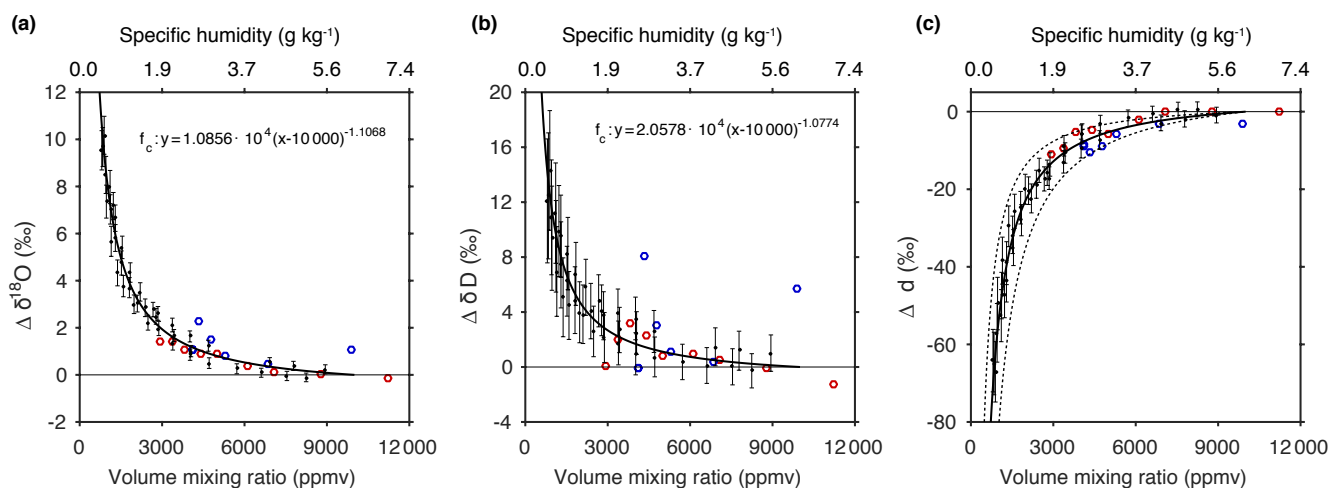 (a)
Specific humidity (g kg⁻¹)
0.0 1.9 3.7 5.6 7.4
12
10
8
6
4
2
0
-2
Δ δ¹⁸O (‰)
f_c: y=1.0856· 10⁴(x-10 000)^-1.1068
0 3000 6000 9000 12 000
Volume mixing ratio (ppmv)
(b)
Specific humidity (g kg⁻¹)
0.0 1.9 3.7 5.6 7.4
20
16
12
8
4
0
-4
Δ δ D (‰)
f_c: y=2.0578· 10⁴(x-10 000)^-1.0774
0 3000 6000 9000 12 000
Volume mixing ratio (ppmv)
(c)
Specific humidity (g kg⁻¹)
0.0 1.9 3.7 5.6 7.4
0
-20
-40
-60
-80
Δ d (‰)
0 3000 6000 9000 12 000
Volume mixing ratio (ppmv)